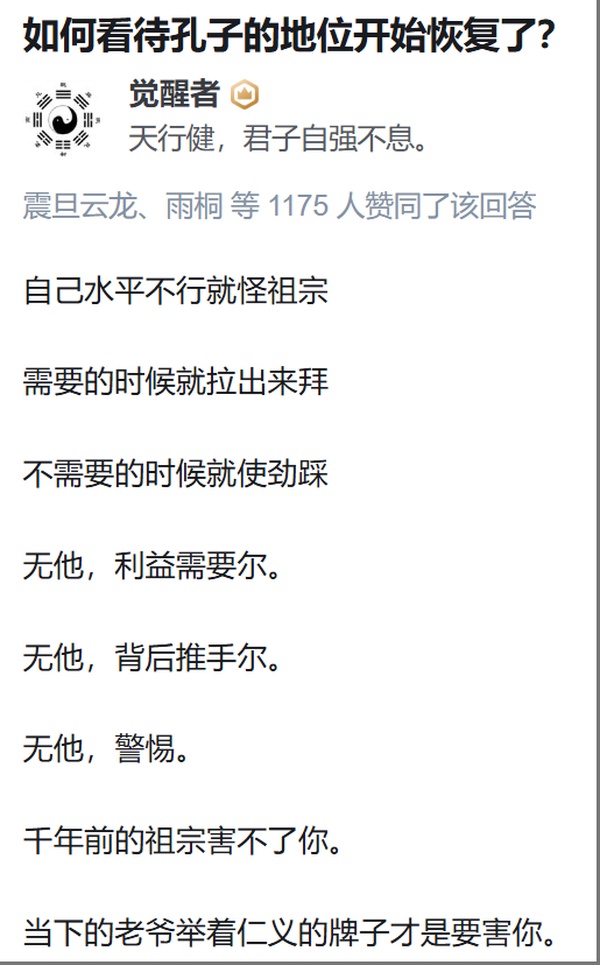 如何看待孔子的地位开始恢复了？
觉醒者
天行健，君子自强不息。
震旦云龙、雨桐 等 1175 人赞同了该回答
自己水平不行就怪祖宗
需要的时候就拉出来拜
不需要的时候就使劲踩
无他，利益需要尔。
无他，背后推手尔。
无他，警惕。
千年前的祖宗害不了你。
当下的老爷举着仁义的牌子才是要害你。